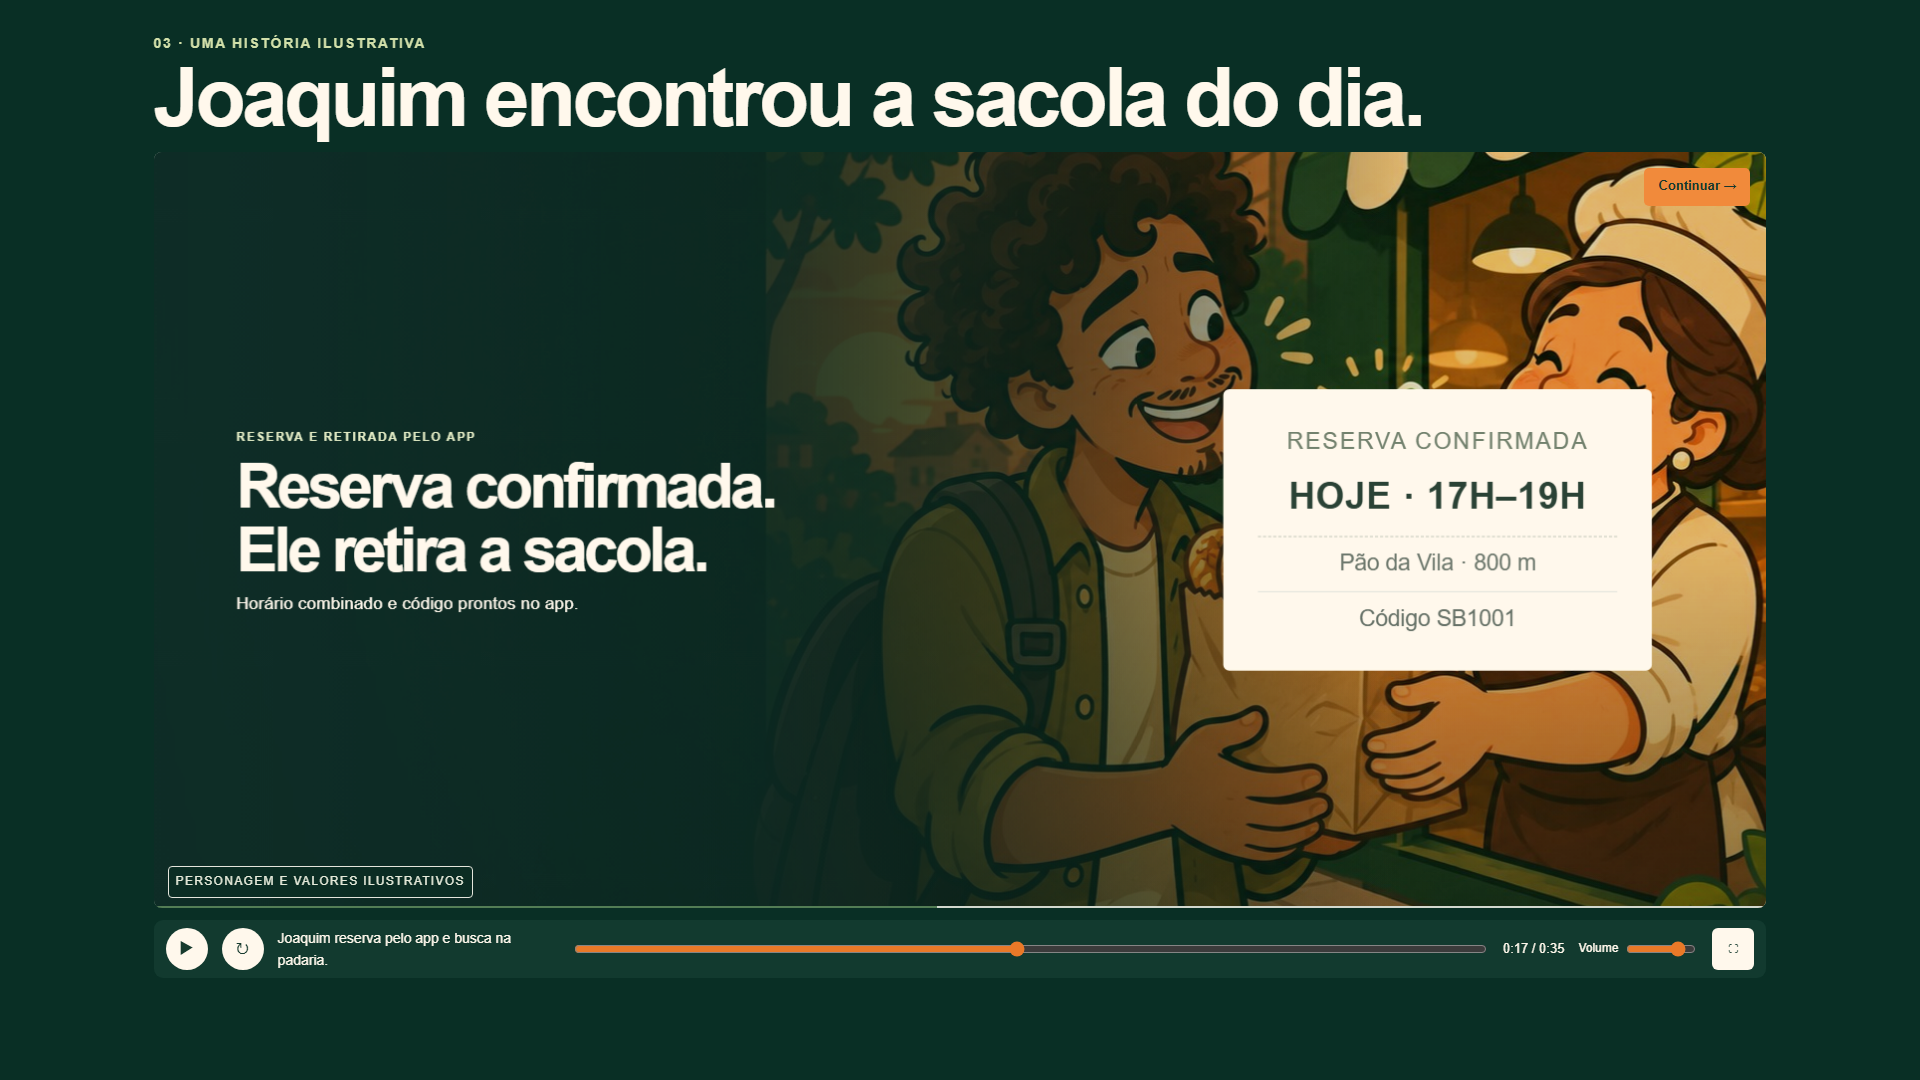 03 · UMA HISTÓRIA ILUSTRATIVA
Joaquim encontrou a sacola do dia.
Continuar →
RESERVA E RETIRADA PELO APP
Reserva confirmada.
Ele retira a sacola.
Horário combinado e código prontos no app.
RESERVA CONFIRMADA
HOJE · 17H–19H
Pão da Vila · 800 m
Código SB1001
PERSONAGEM E VALORES ILUSTRATIVOS
Joaquim reserva pelo app e busca na
padaria.
0:17 / 0:35
Volume